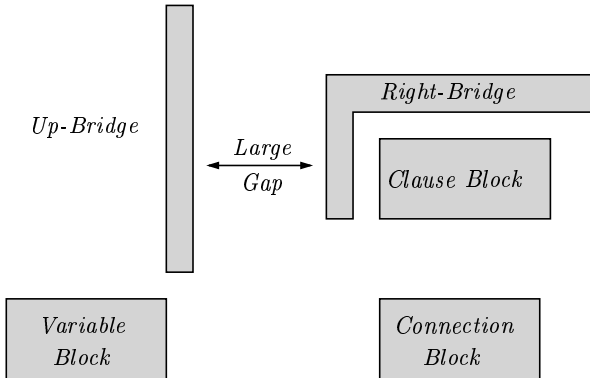 Right-Bridge
Up-Bridge
Large
Gap
Clause Block
Variable
Block
Connection
Block